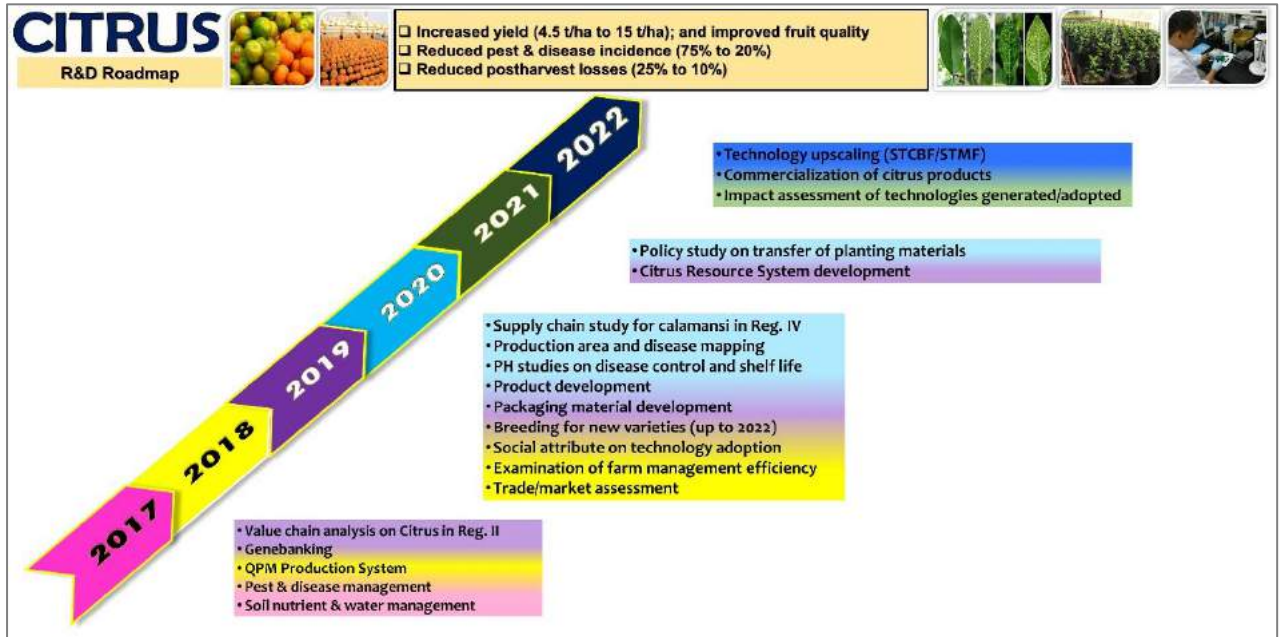 CITRUS
R&D Roadmap
❑ Increased yield (4.5 t/ha to 15 t/ha); and improved fruit quality
❑ Reduced pest & disease incidence (75% to 20%)
❑ Reduced postharvest losses (25% to 10%)
2022
2021
2020
2019
2018
2017
• Technology upscaling (STCBF/STMF)
• Commercialization of citrus products
• Impact assessment of technologies generated/adopted
• Policy study on transfer of planting materials
• Citrus Resource System development
• Supply chain study for calamansi in Reg. IV
• Production area and disease mapping
• PH studies on disease control and shelf life
• Product development
• Packaging material development
• Breeding for new varieties (up to 2022)
• Social attribute on technology adoption
• Examination of farm management efficiency
• Trade/market assessment
• Value chain analysis on Citrus in Reg. II
• Genebanking
• QPM Production System
• Pest & disease management
• Soil nutrient & water management